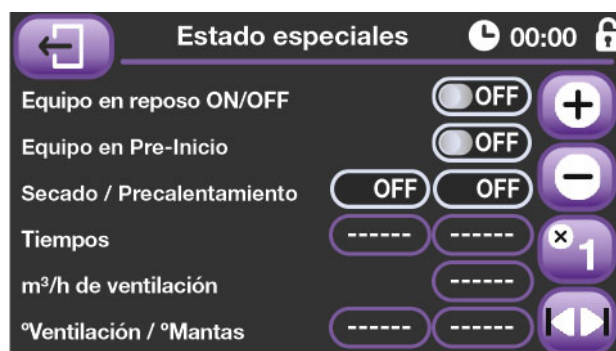 Estado especiales 00:00
Equipo en reposo ON/OFF OFF
Equipo en Pre-Inicio OFF
Secado / Precalentamiento OFF OFF
Tiempos ------ ------
m³/h de ventilación ------
ºVentilación / ºMantas ------ ------
+
−
×1